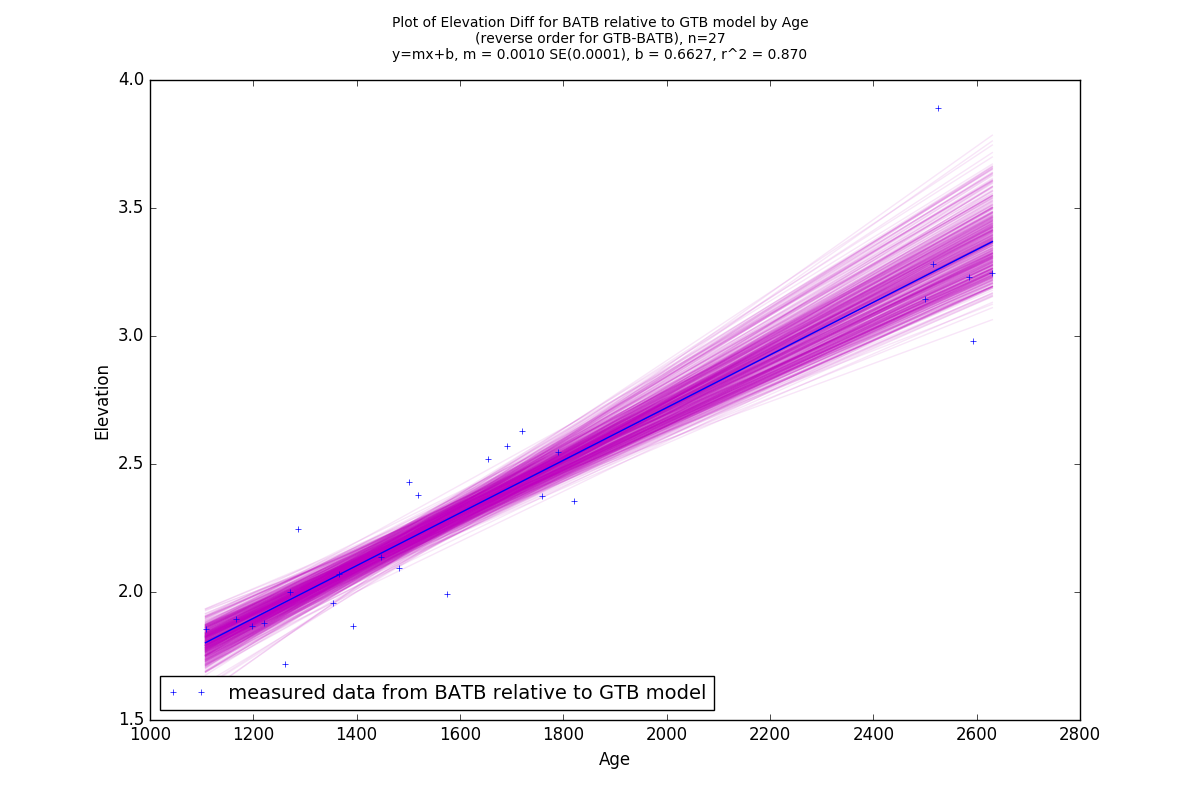 Plot of Elevation Diff for BATB relative to GTB model by Age
(reverse order for GTB-BATB), n=27
y=mx+b, m = 0.0010 SE(0.0001), b = 0.6627, r^2 = 0.870
4.0
3.5
3.0
2.5
2.0
1.5
Elevation
measured data from BATB relative to GTB model
1000 1200 1400 1600 1800 2000 2200 2400 2600 2800
Age